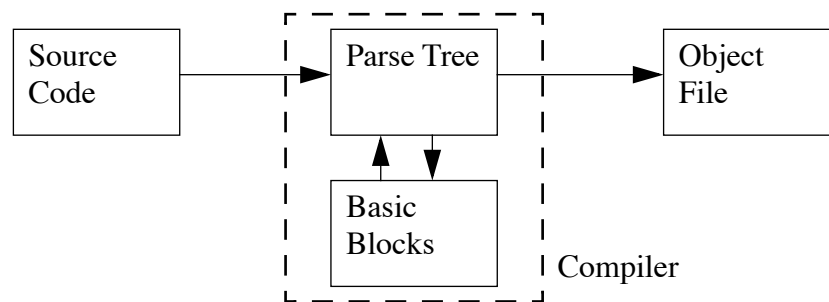 Source
Code
Parse Tree
Object
File
Basic
Blocks
Compiler